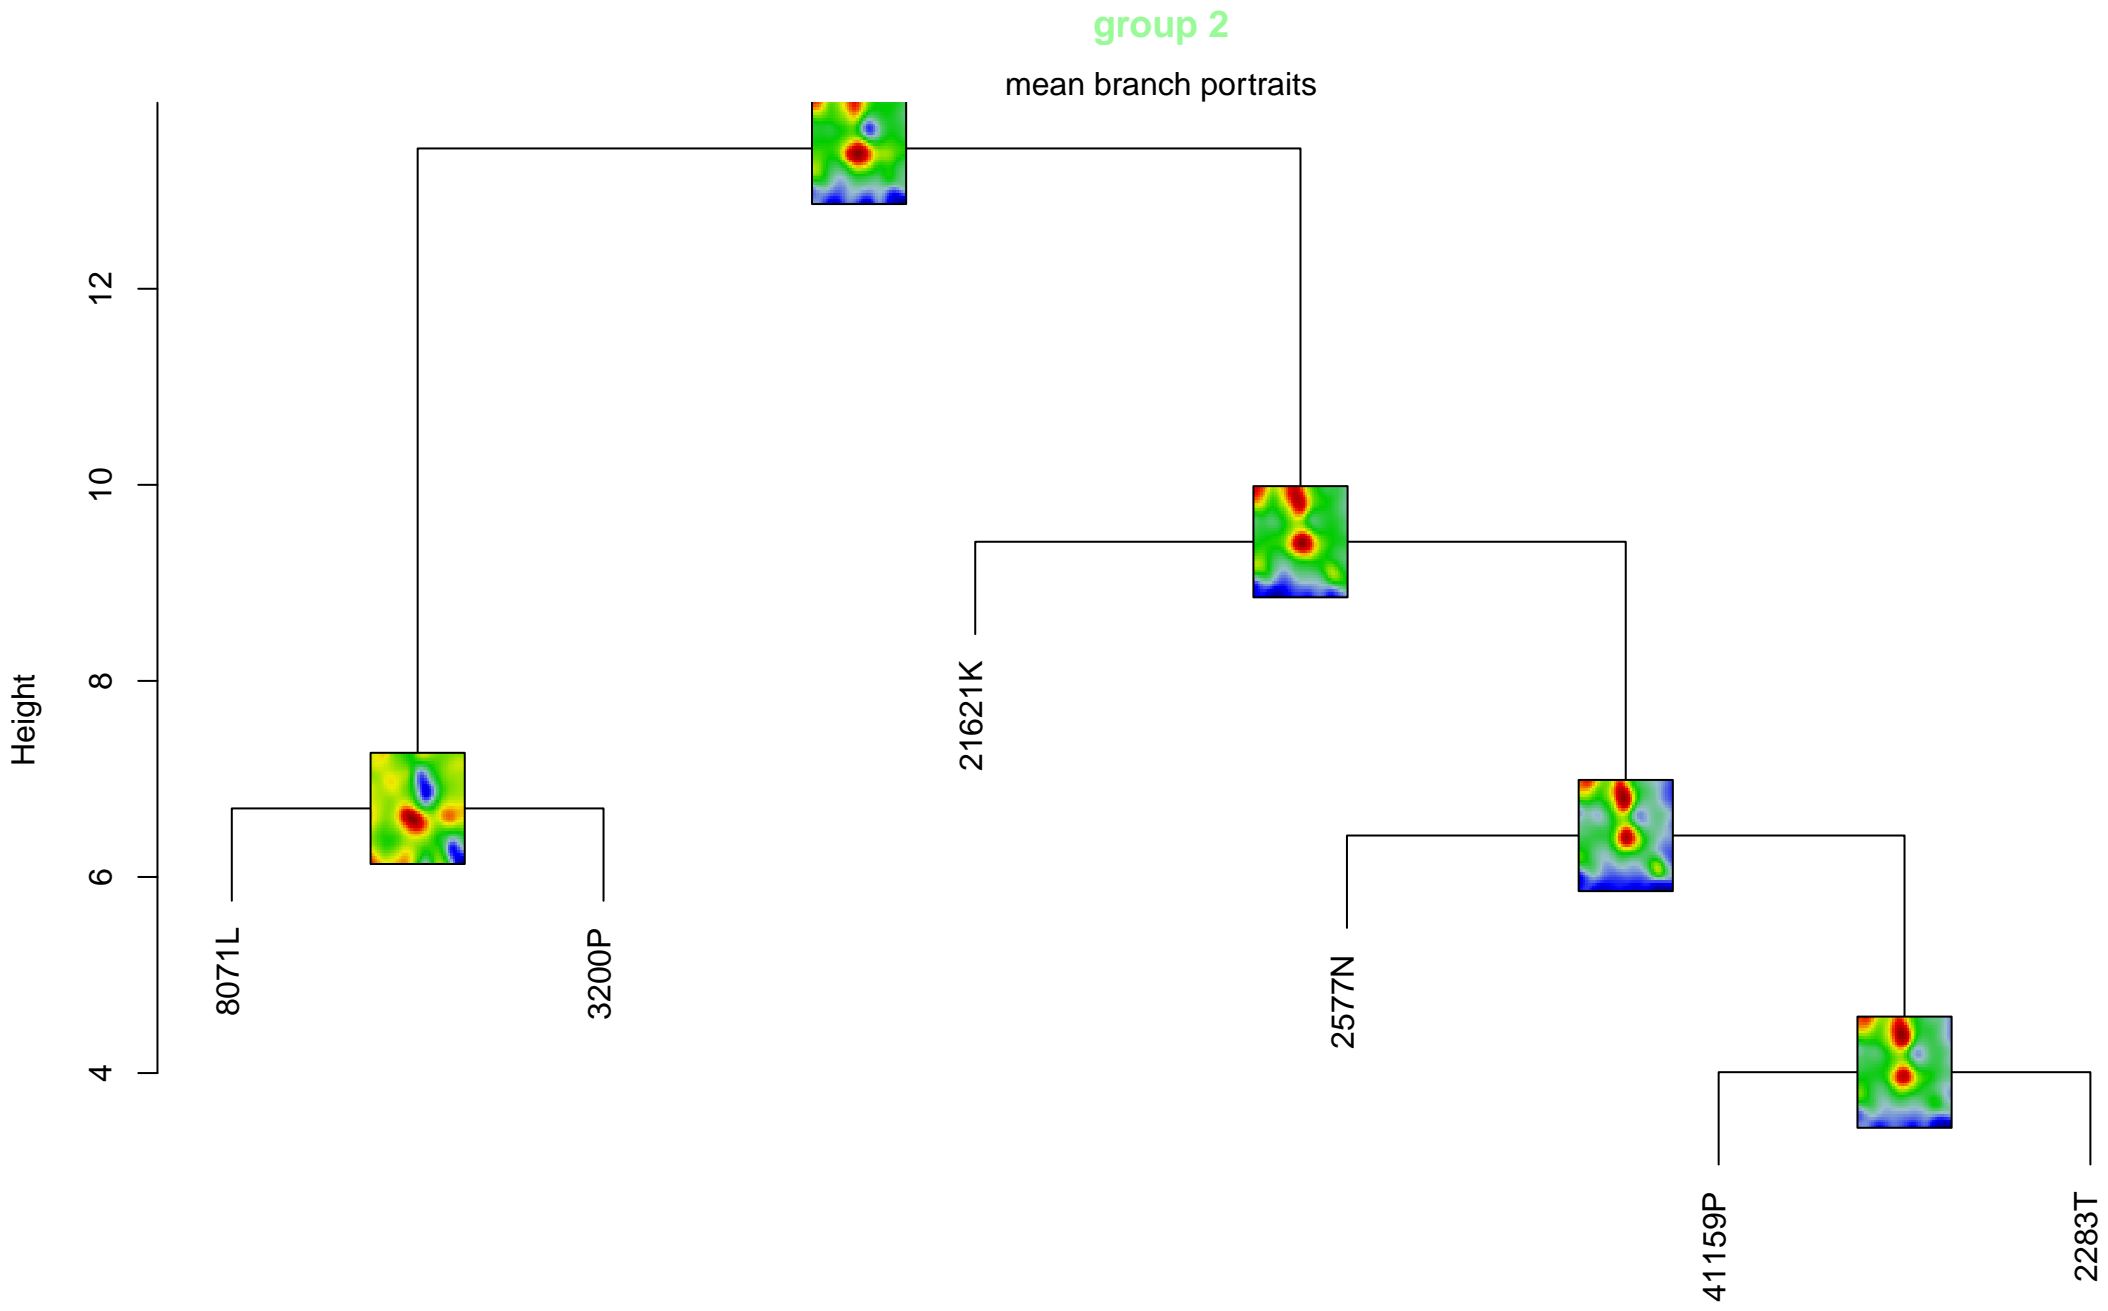 group 2
mean branch portraits
Height
12
10
8
6
4
8071L
3200P
21621K
2577N
41159P
2283T